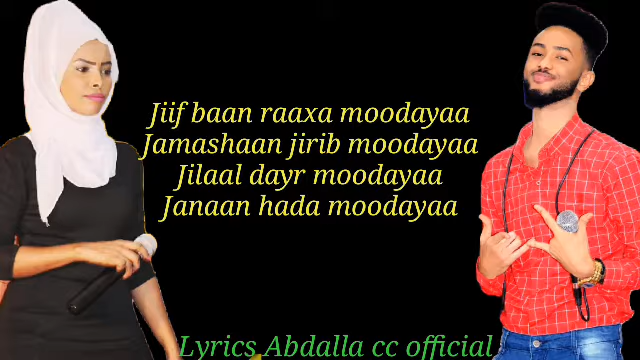 Jiif baan raaxa moodayaa
Jamashaan jirib moodayaa
Jilaal dayr moodayaa
Janaan hada moodayaa
Lyrics Abdalla cc official